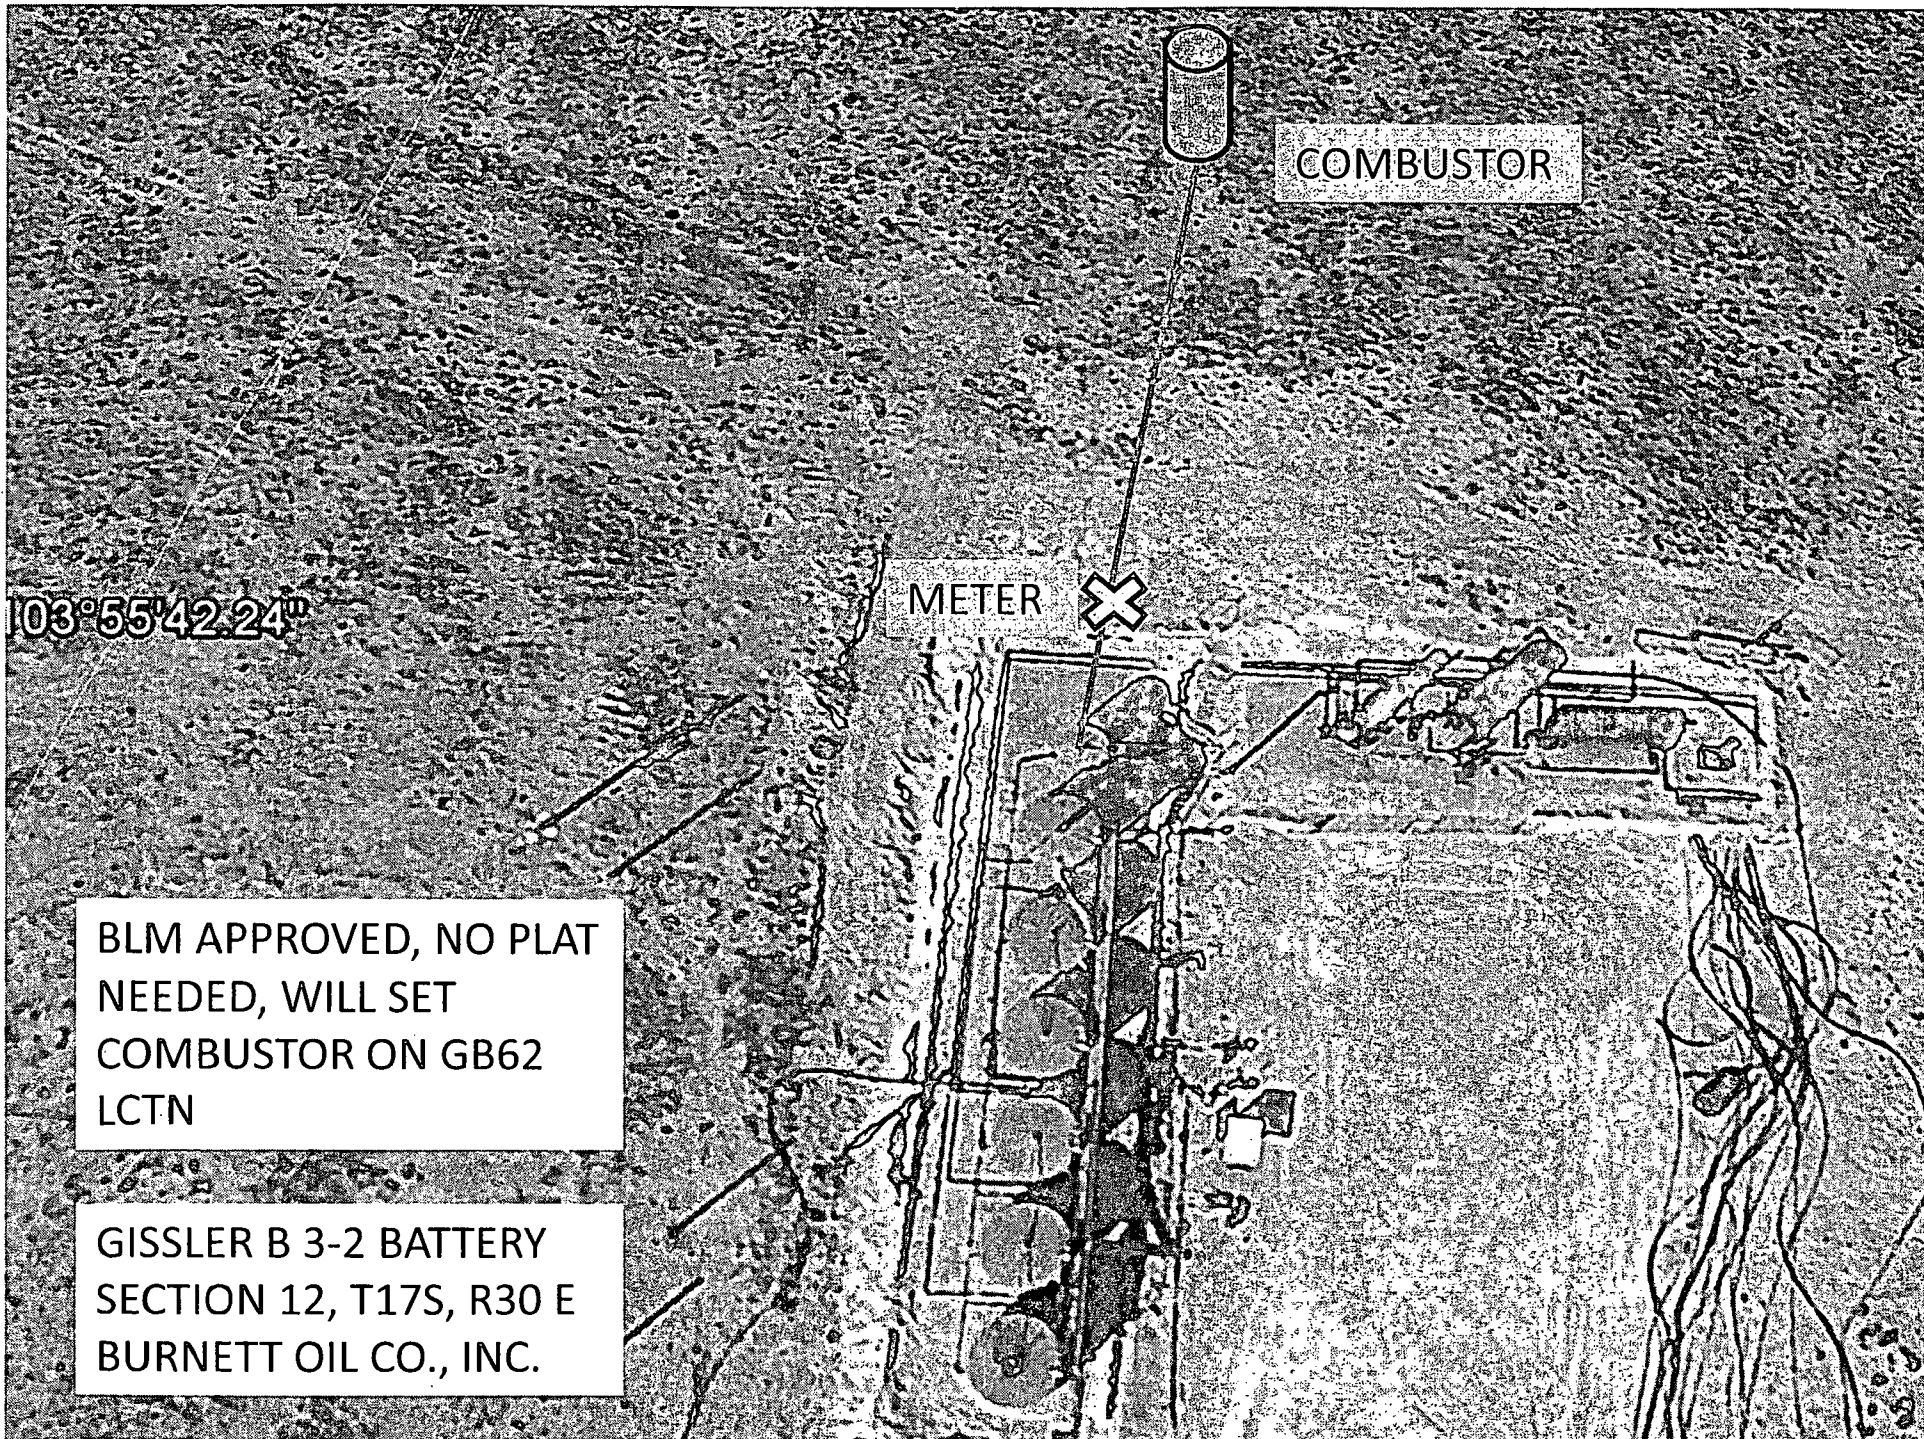 COMBUSTOR
METER
103°55'42.24"
BLM APPROVED, NO PLAT
NEEDED, WILL SET
COMBUSTOR ON GB62
LCTN
GISSLER B 3-2 BATTERY
SECTION 12, T17S, R30 E
BURNETT OIL CO., INC.